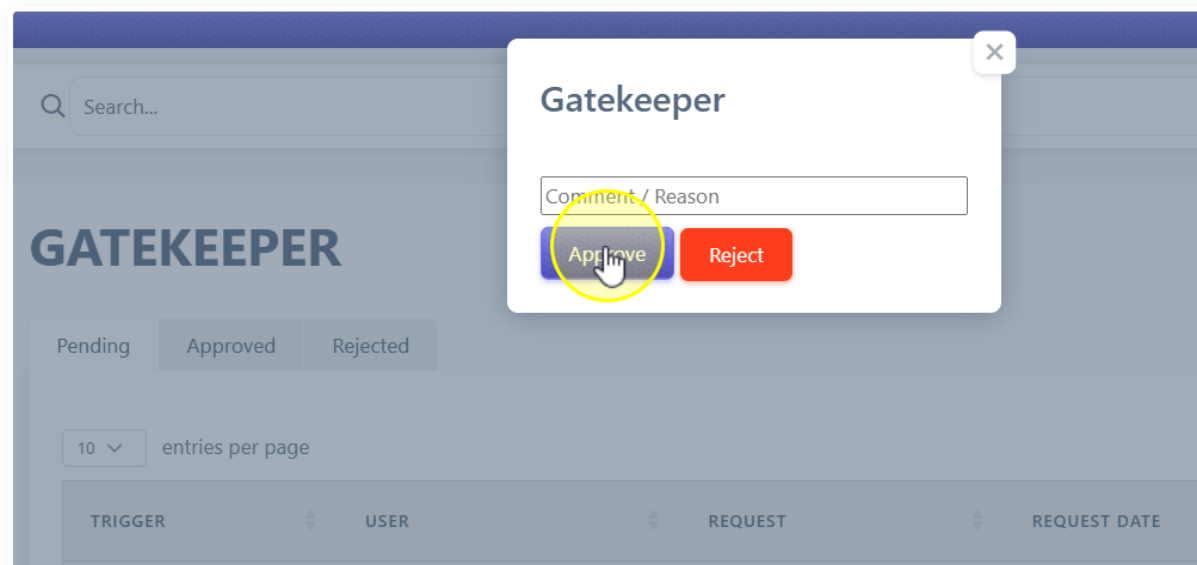 Search...
Gatekeeper
Comment / Reason
Approve
Reject
GATEKEEPER
Pending Approved Rejected
10 entries per page
TRIGGER USER REQUEST REQUEST DATE